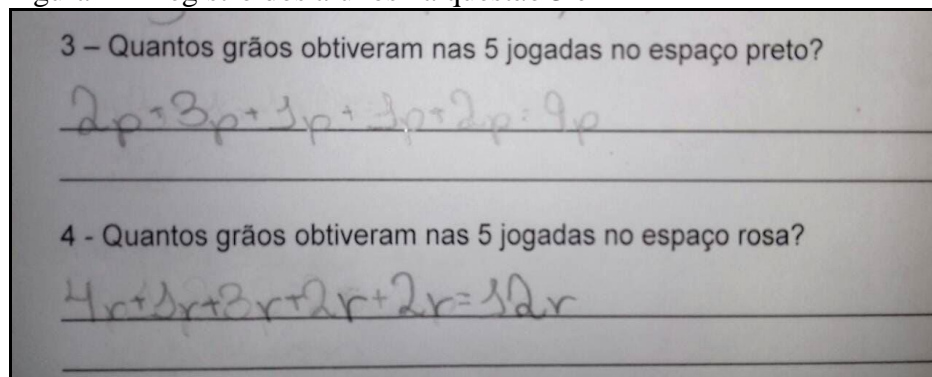 3 – Quantos grãos obtiveram nas 5 jogadas no espaço preto?
2p+3p+1p+1p+2p=9p
4 - Quantos grãos obtiveram nas 5 jogadas no espaço rosa?
4r+1r+3r+2r+2r=12r